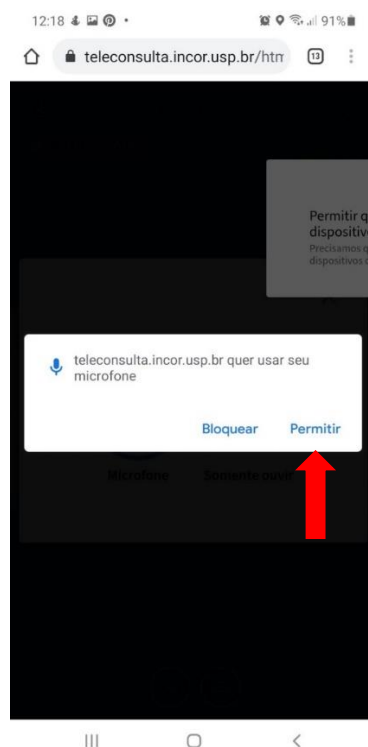 12:18 91%
teleconsulta.incor.usp.br/htm 13
Permitir q
dispositiv
Precisamos q
dispositivos d
teleconsulta.incor.usp.br quer usar seu
microfone
Bloquear Permitir
Microfone Somente ouvir